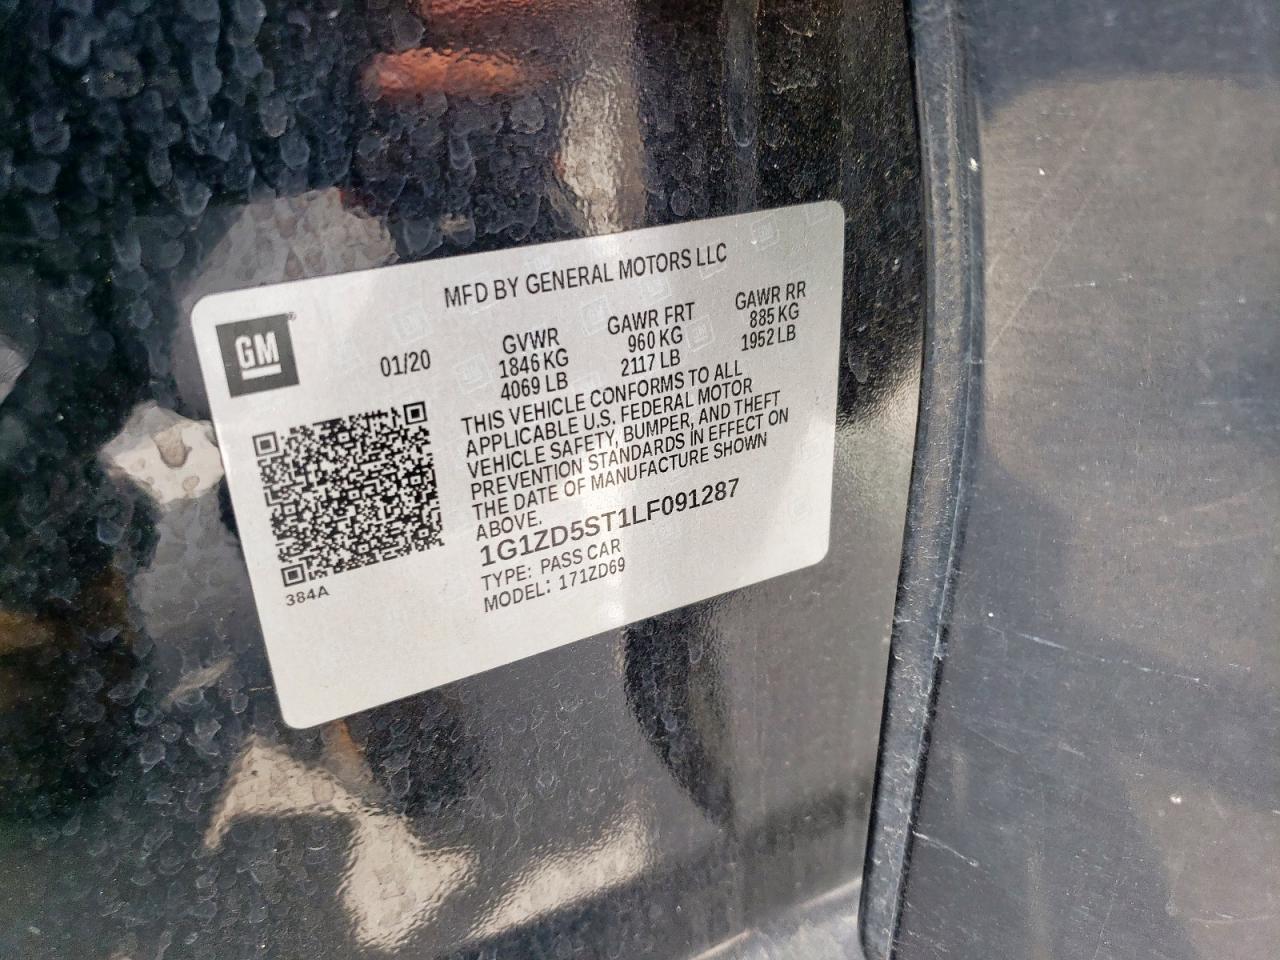 MFD BY GENERAL MOTORS LLC
GM®
01/20
GVWR
1846 KG
4069 LB
GAWR FRT
960 KG
2117 LB
GAWR RR
885 KG
1952 LB
THIS VEHICLE CONFORMS TO ALL
APPLICABLE U.S. FEDERAL MOTOR
VEHICLE SAFETY, BUMPER, AND THEFT
PREVENTION STANDARDS IN EFFECT ON
THE DATE OF MANUFACTURE SHOWN
ABOVE.
1G1ZD5ST1LF091287
TYPE: PASS CAR
MODEL: 171ZD69
384A